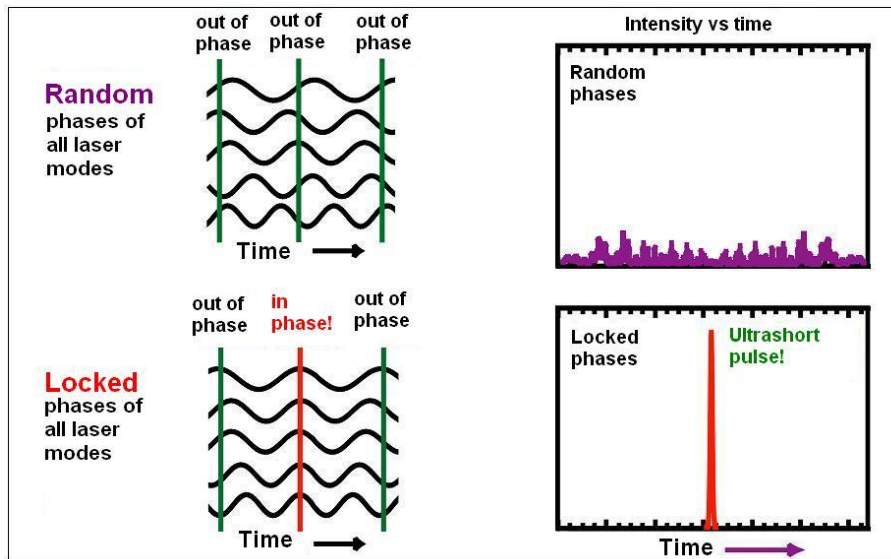 out of
phase
out of
phase
out of
phase
Random
phases of
all laser
modes
Time
Intensity vs time
Random
phases
out of
phase
in
phase!
out of
phase
Locked
phases of
all laser
modes
Time
Locked
phases
Ultrashort
pulse!
Time